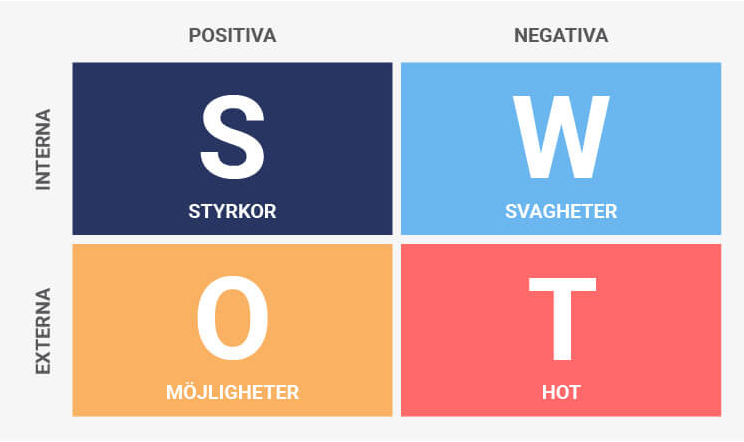 POSITIVA
NEGATIVA
INTERNA
S
STYRKOR
W
SVAGHETER
EXTERNA
O
MÖJLIGHETER
T
HOT